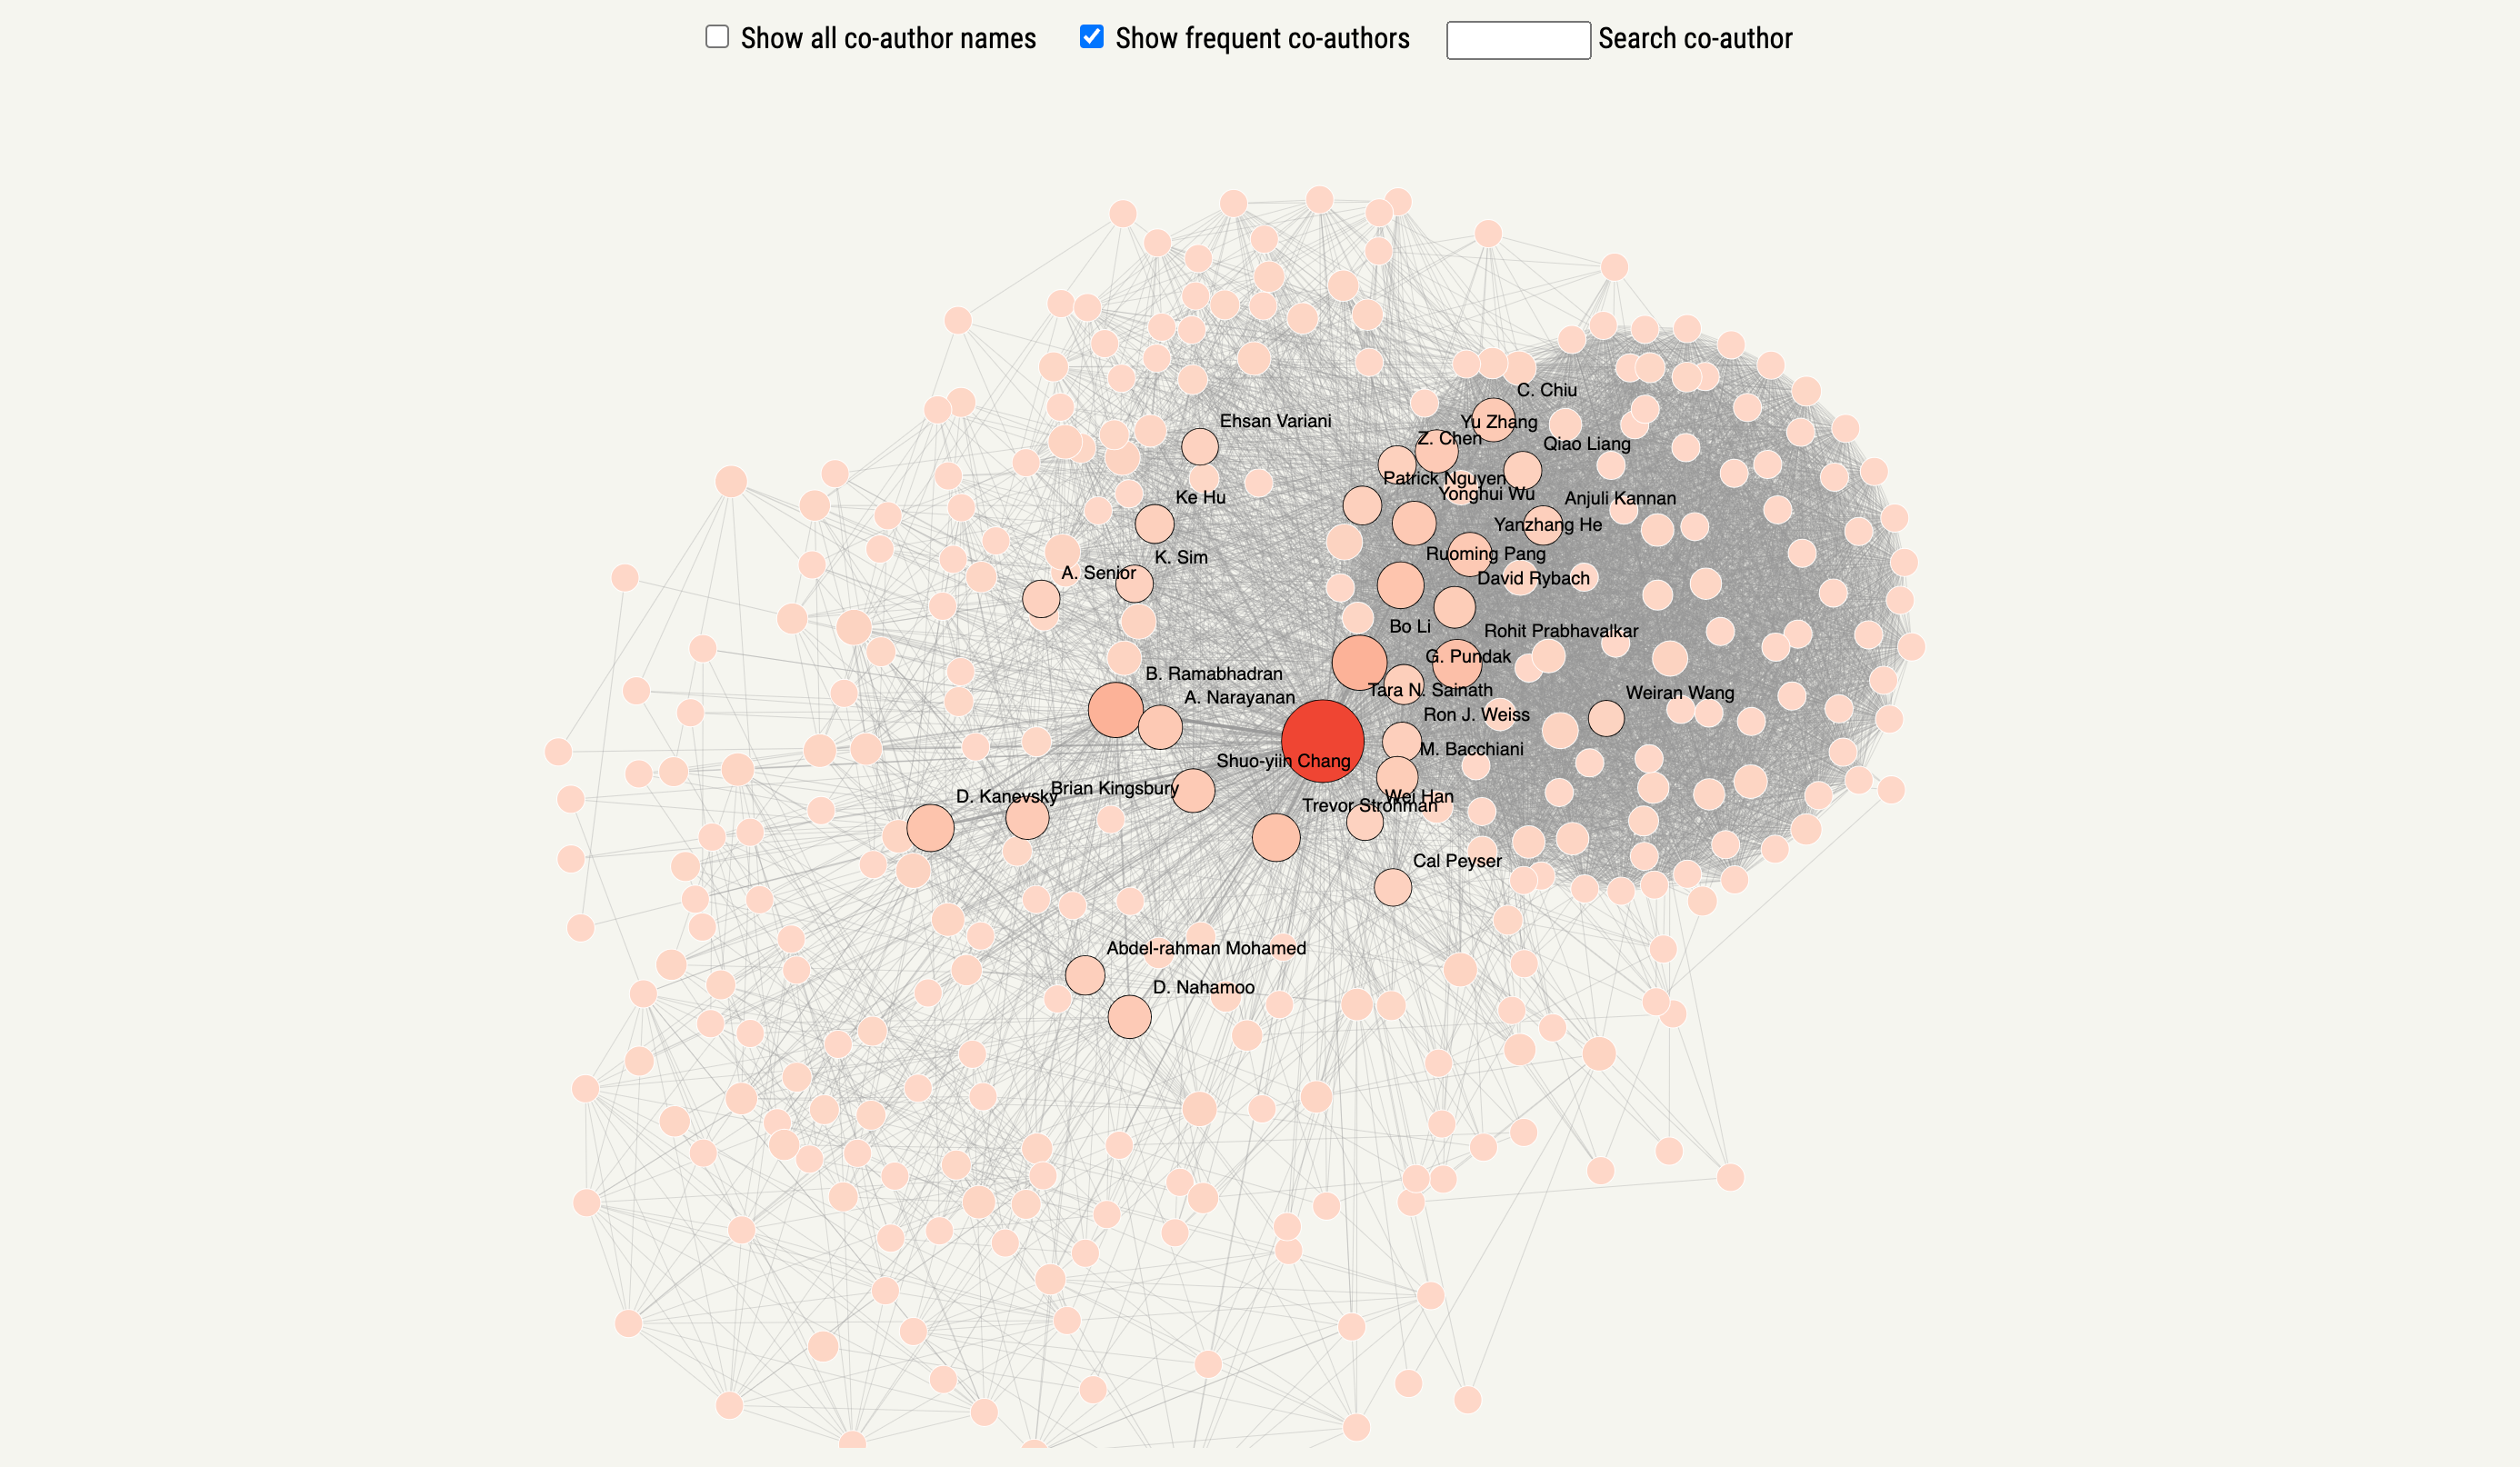 Show all co-author names
Show frequent co-authors
Search co-author
C. Chiu
Ehsan Variani
Yu Zhang
Z. Chen
Qiao Liang
Patrick Nguyen
Yonghui Wu
Ke Hu
Anjuli Kannan
Yanzhang He
K. Sim
Ruoming Pang
A. Senior
David Rybach
Bo Li
Rohit Prabhavalkar
G. Pundak
B. Ramabhadran
Tara N. Sainath
Weiran Wang
A. Narayanan
Ron J. Weiss
M. Bacchiani
Shuo-yiin Chang
Brian Kingsbury
D. Kanevsky
Wei Han
Trevor Strohman
Cal Peyser
Abdel-rahman Mohamed
D. Nahamoo